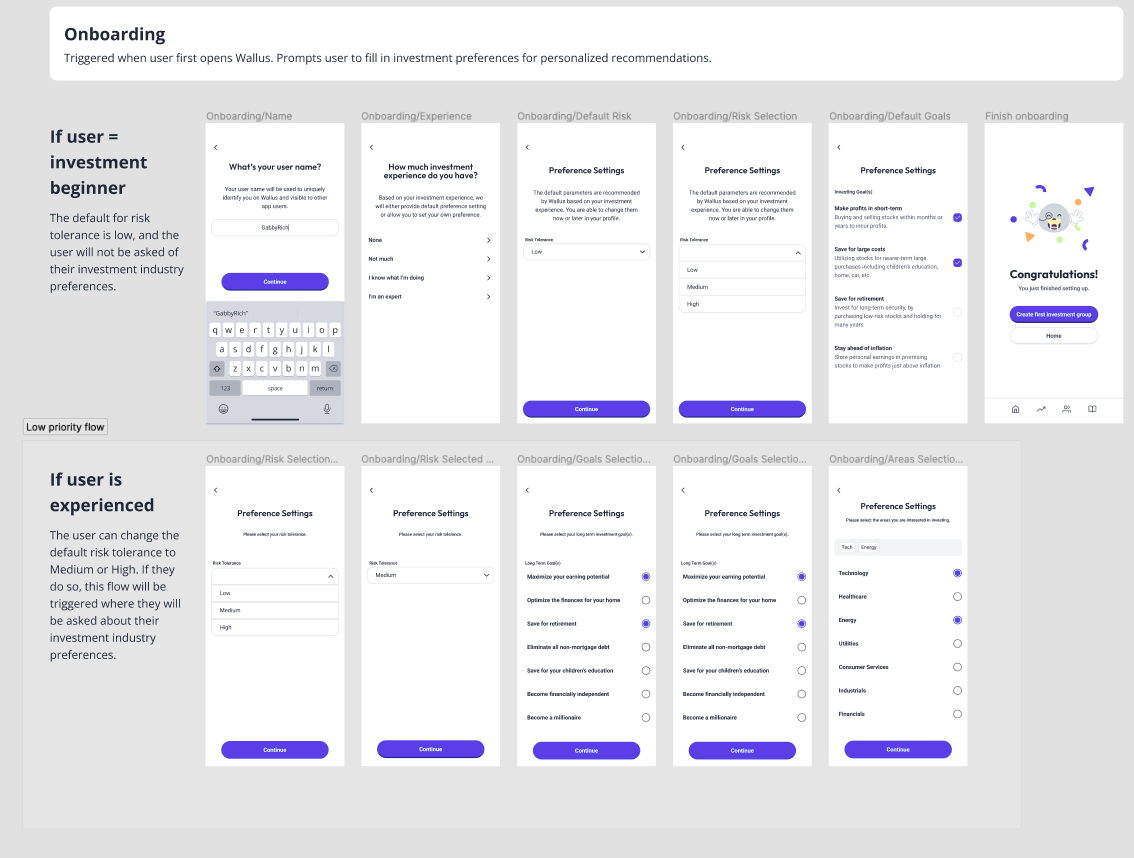 Onboarding
Triggered when user first opens Wallus. Prompts user to fill in investment preferences for personalized recommendations.
If user =
investment
beginner
The default for risk
tolerance is low, and the
user will not be asked of
their investment industry
preferences.
Onboarding/Name
What's your user name?
Your user name will be used to uniquely
identify you on Wallus and visible to other
app users.
GabbyRich
Continue
"GabbyRich"
q w e r t y u i o p
a s d f g h j k l
z x c v b n m
123 space return
Onboarding/Experience
How much investment
experience do you have?
Based on your investment experience, we
will either provide default preference setting
or allow you to set your own preference.
None
Not much
I know what I'm doing
I'm an expert
Onboarding/Default Risk
Preference Settings
The default parameters are recommended
by Wallus based on your investment
experience. You are able to change them
now or later in your profile.
Risk Tolerance
Low
Continue
Onboarding/Risk Selection
Preference Settings
The default parameters are recommended
by Wallus based on your investment
experience. You are able to change them
now or later in your profile.
Risk Tolerance
Low
Medium
High
Continue
Onboarding/Default Goals
Preference Settings
Investing Goal(s)
Make profits in short-term
Buying and selling stocks within months or
years to incur profits.
Save for large costs
Utilizing stocks for nearer-term large
purchases including children's education,
home, car, etc.
Save for retirement
Invest for long-term security, by
purchasing low-risk stocks and holding for
many years
Stay ahead of inflation
Store personal earnings in promising
stocks to make profits just above inflation
Finish onboarding
Congratulations!
You just finished setting up.
Create first investment group
Home
Low priority flow
If user is
experienced
The user can change the
default risk tolerance to
Medium or High. If they
do so, this flow will be
triggered where they will
be asked about their
investment industry
preferences.
Onboarding/Risk Selection...
Preference Settings
Please select your risk tolerance.
Risk Tolerance
Low
Medium
High
Continue
Onboarding/Risk Selected ...
Preference Settings
Please select your risk tolerance.
Risk Tolerance
Medium
Continue
Onboarding/Goals Selectio...
Preference Settings
Please select your long term investment goal(s).
Long Term Goal(s)
Maximize your earning potential
Optimize the finances for your home
Save for retirement
Eliminate all non-mortgage debt
Save for your children's education
Become financially independent
Become a millionaire
Continue
Onboarding/Goals Selectio...
Preference Settings
Please select your long term investment goal(s).
Long Term Goal(s)
Maximize your earning potential
Optimize the finances for your home
Save for retirement
Eliminate all non-mortgage debt
Save for your children's education
Become financially independent
Become a millionaire
Continue
Onboarding/Areas Selectio...
Preference Settings
Please select the areas you are interested in investing.
Tech Energy
Technology
Healthcare
Energy
Utilities
Consumer Services
Industrials
Financials
Continue